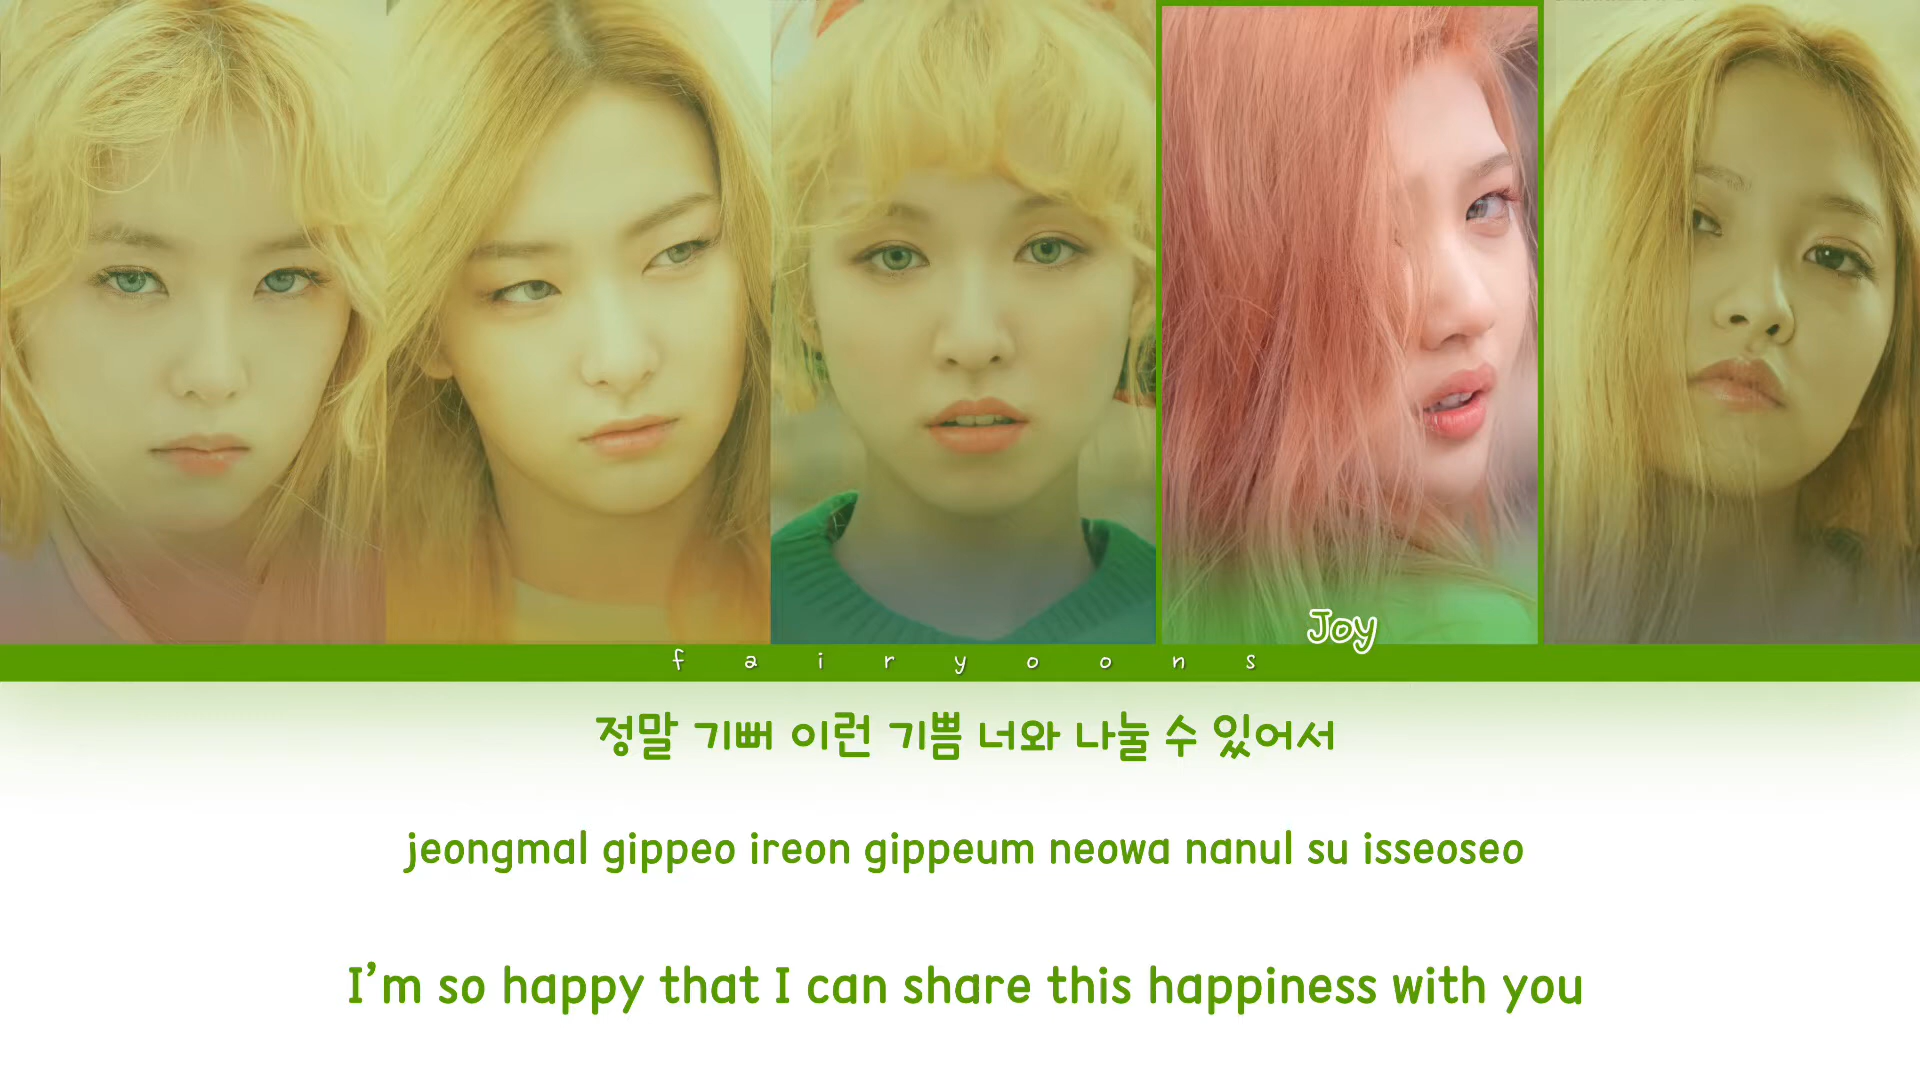 Joy
fairyoons
정말 기뻐 이런 기쁨 너와 나눌 수 있어서
jeongmal gippeo ireon gippeum neowa nanul su isseoseo
I'm so happy that I can share this happiness with you